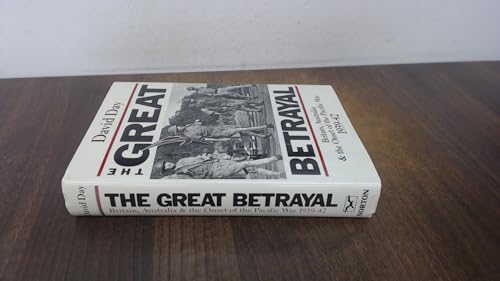 David Day
THE GREAT
BETRAYAL
Britain, Australia
& the Onset of the Pacific War
1939-42
David Day
THE GREAT BETRAYAL
Britain, Australia & the Onset of the Pacific War 1939-42
NORTON